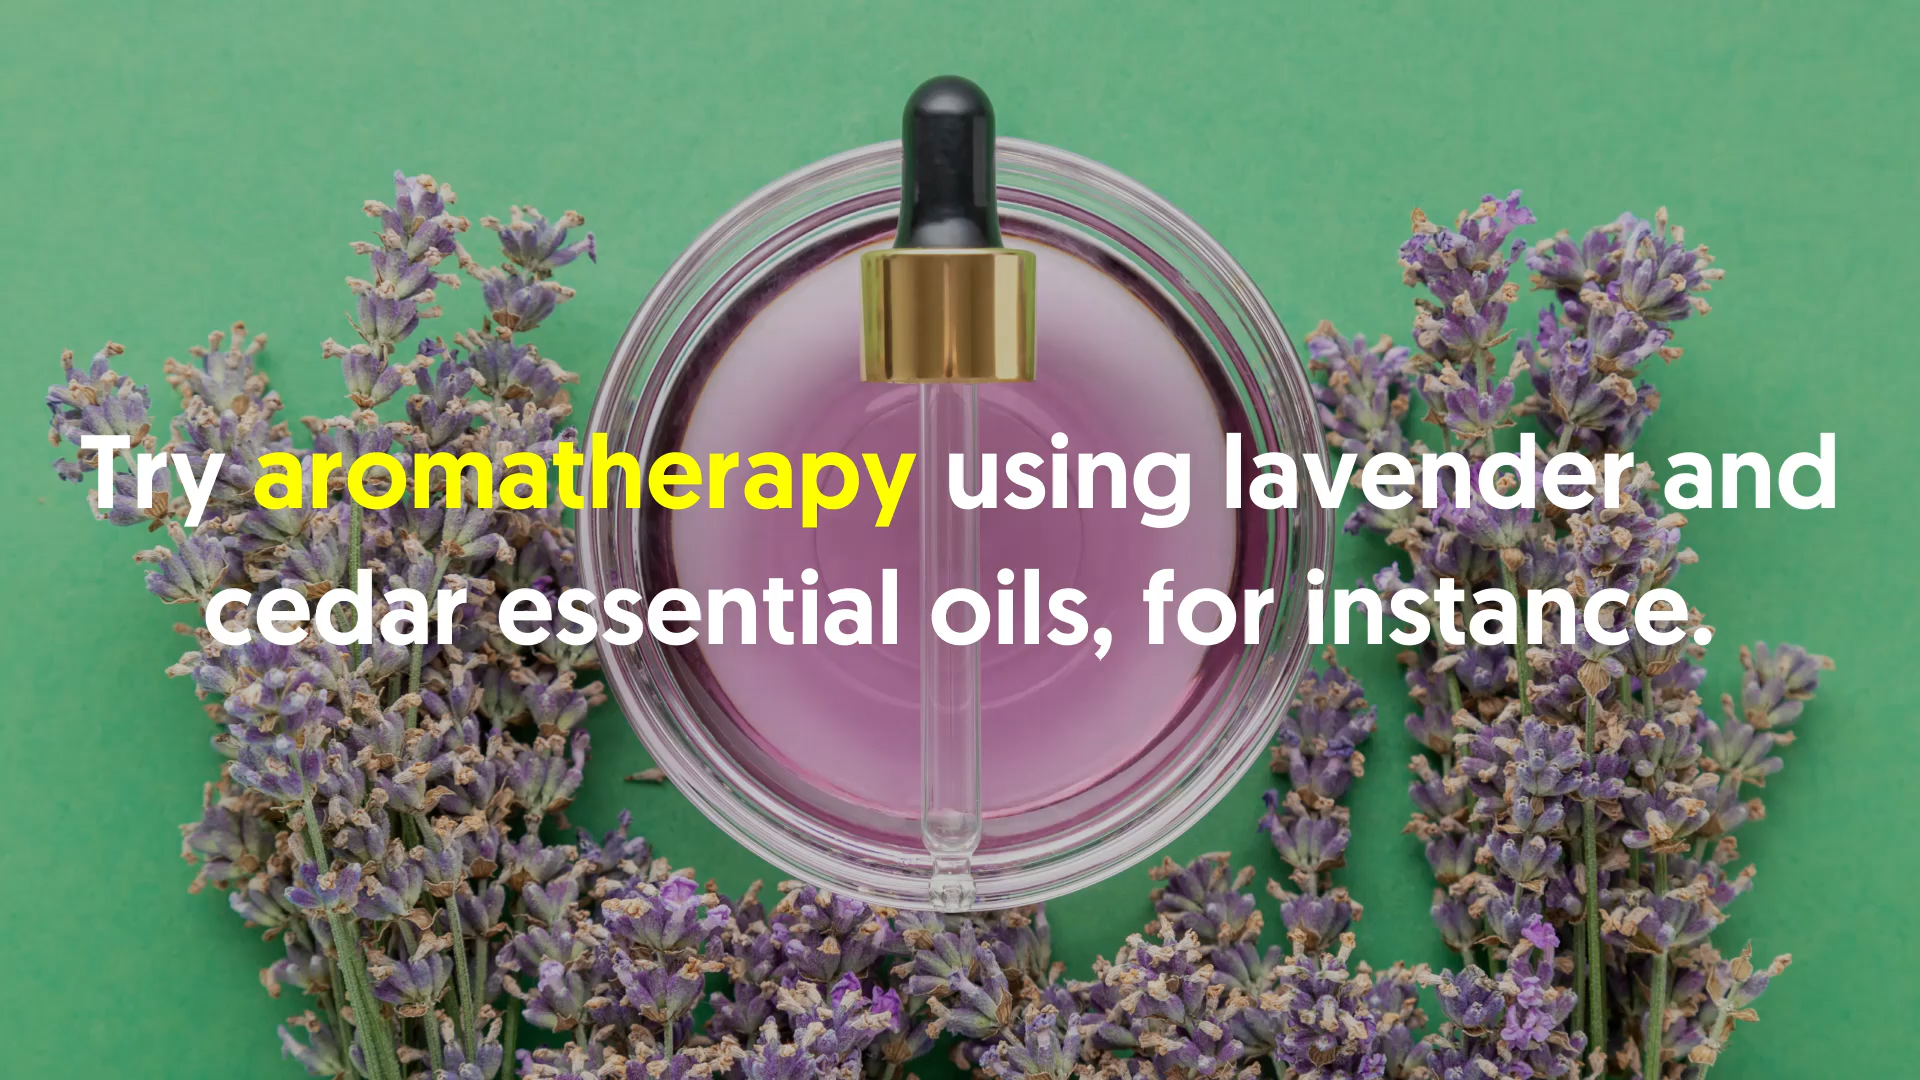 Try aromatherapy using lavender and
cedar essential oils, for instance.